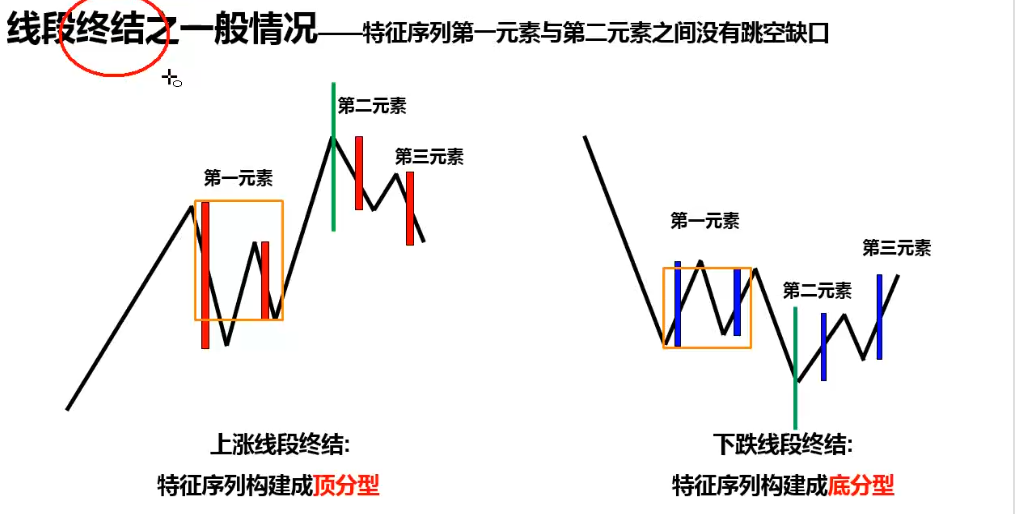 线段终结之一般情况——特征序列第一元素与第二元素之间没有跳空缺口
第二元素
第三元素
第一元素
第一元素
第三元素
第二元素
上涨线段终结:
特征序列构建成顶分型
下跌线段终结:
特征序列构建成底分型